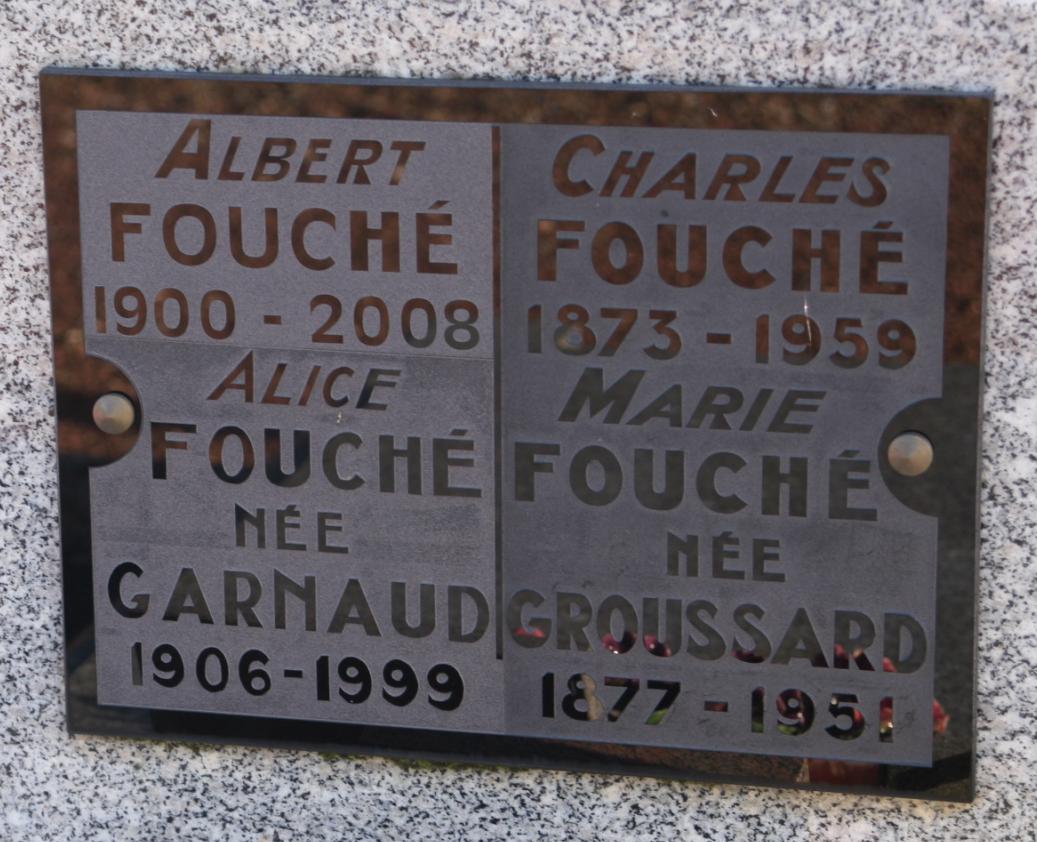 ALBERT
FOUCHÉ
1900 - 2008
ALICE
FOUCHÉ
NÉE
GARNAUD
1906-1999
CHARLES
FOUCHÉ
1873 - 1959
MARIE
FOUCHÉ
NÉE
GROUSSARD
1877 - 1951